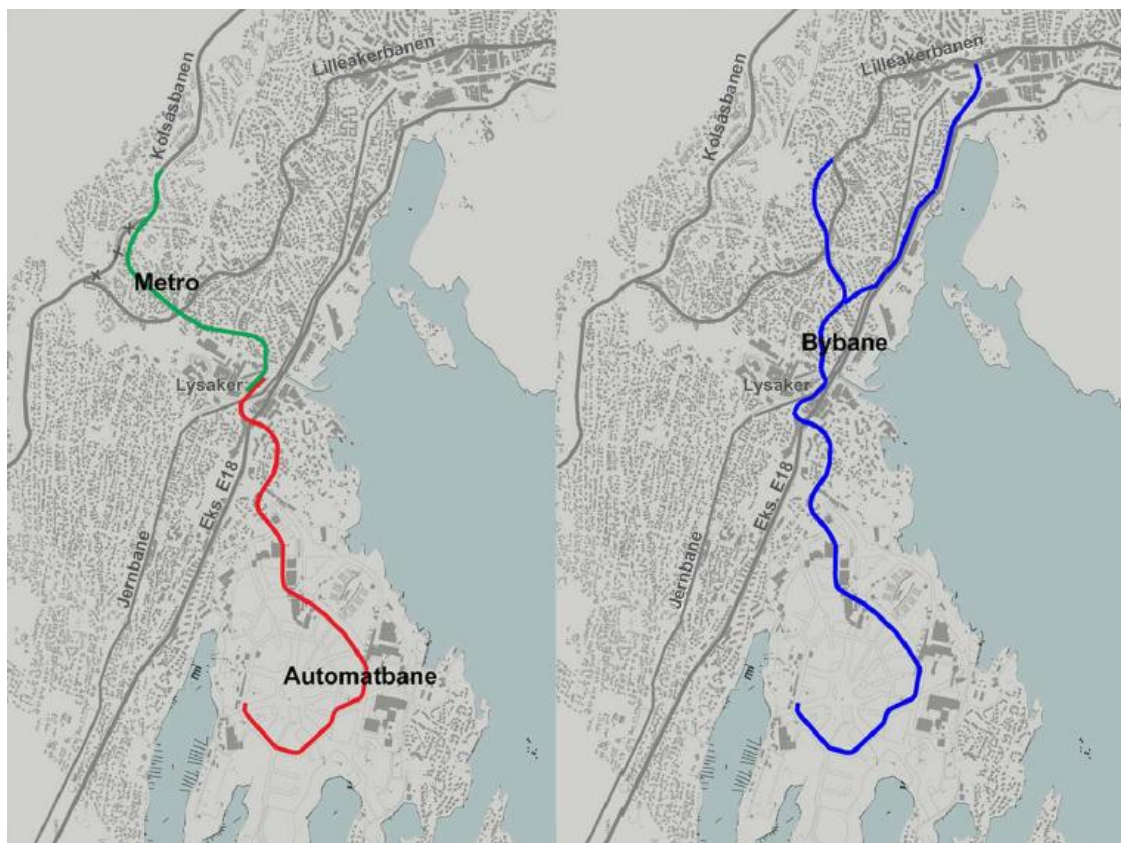 Kolsåsbanen
Lilleakerbanen
Metro
Lysaker
Eks. E18
Jernbane
Automatbane
Kolsåsbanen
Lilleakerbanen
Bybane
Lysaker
Eks. E18
Jernbane